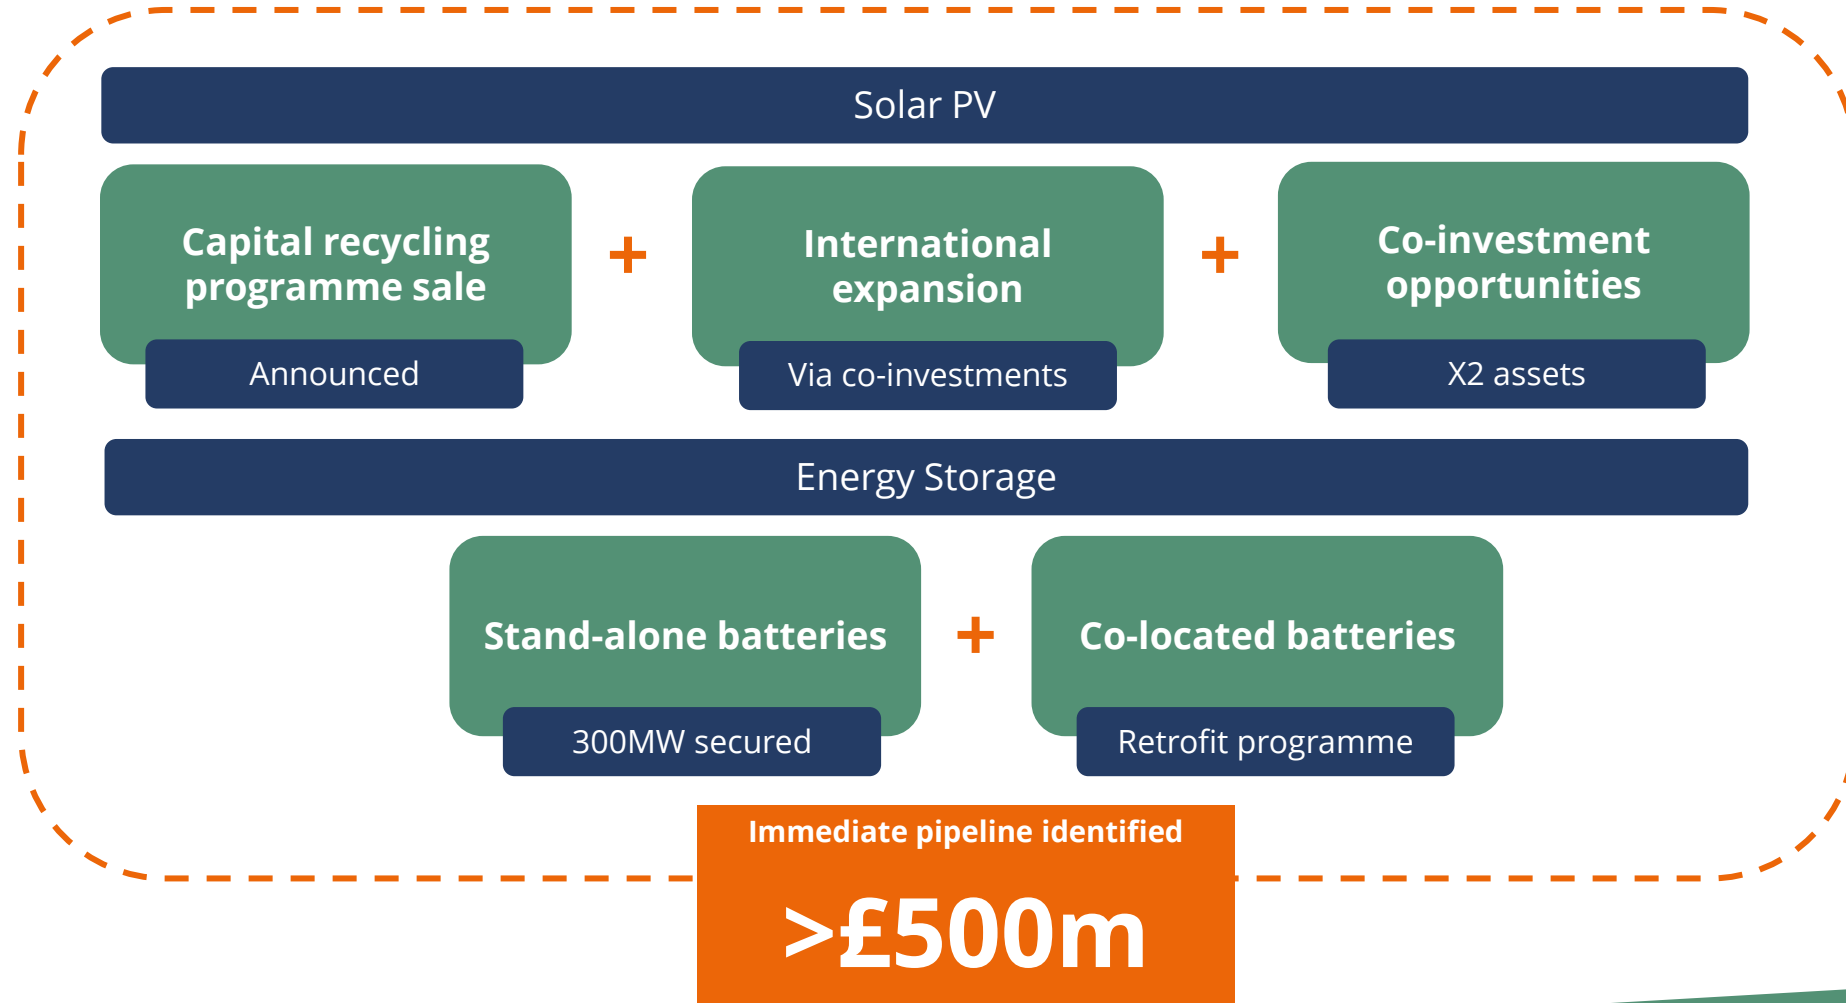 Solar PV
Capital recycling
programme sale
Announced
+
International
expansion
Via co-investments
+
Co-investment
opportunities
X2 assets
Energy Storage
Stand-alone batteries
300MW secured
+
Co-located batteries
Retrofit programme
Immediate pipeline identified
>£500m